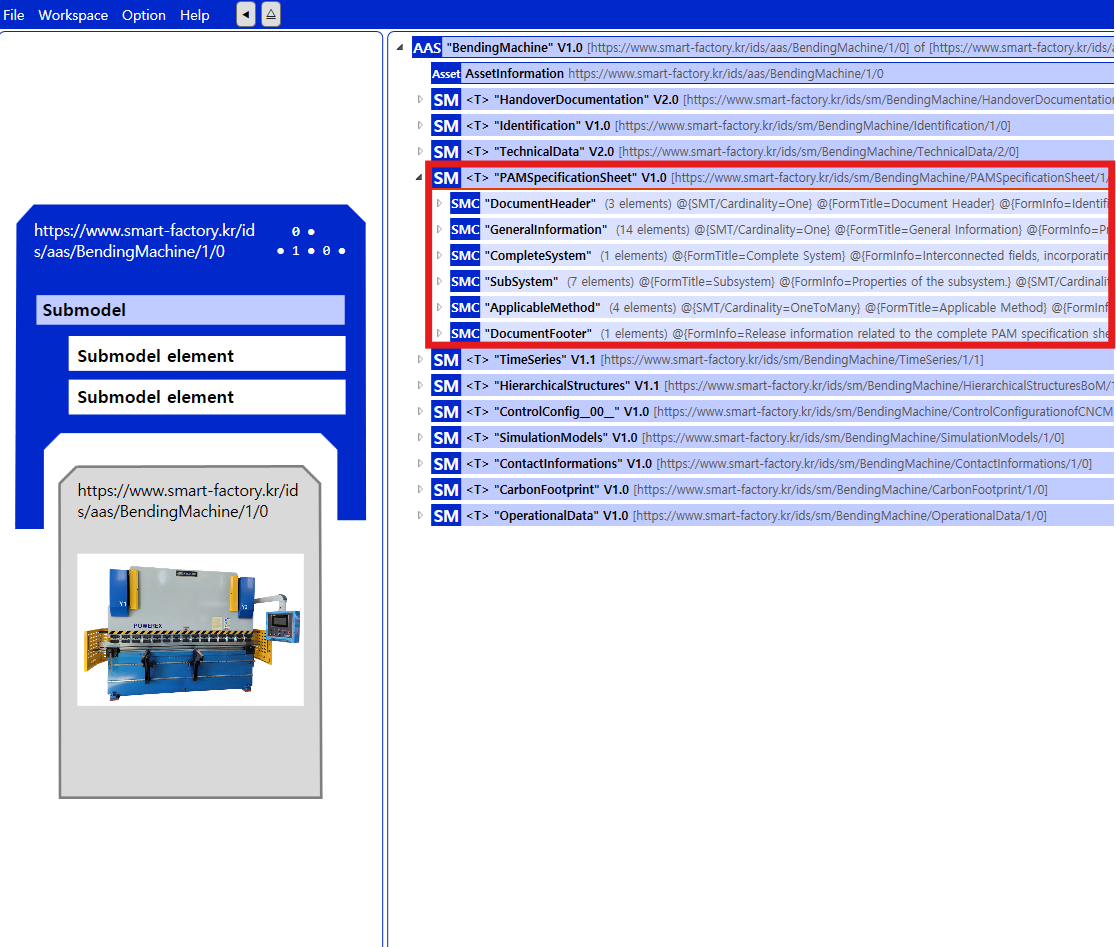 File Workspace Option Help
https://www.smart-factory.kr/id
s/aas/BendingMachine/1/0
0
1 0
Submodel
Submodel element
Submodel element
https://www.smart-factory.kr/id
s/aas/BendingMachine/1/0
Y1
Y2
POWEREX
AAS "BendingMachine" V1.0 [https://www.smart-factory.kr/ids/aas/BendingMachine/1/0] of [https://www.smart-factory.kr/ids/a
Asset AssetInformation https://www.smart-factory.kr/ids/aas/BendingMachine/1/0
SM <T> "HandoverDocumentation" V2.0 [https://www.smart-factory.kr/ids/sm/BendingMachine/HandoverDocumentation
SM <T> "Identification" V1.0 [https://www.smart-factory.kr/ids/sm/BendingMachine/Identification/1/0]
SM <T> "TechnicalData" V2.0 [https://www.smart-factory.kr/ids/sm/BendingMachine/TechnicalData/2/0]
SM <T> "PAMSpecificationSheet" V1.0 [https://www.smart-factory.kr/ids/sm/BendingMachine/PAMSpecificationSheet/1/
SMC "DocumentHeader" (3 elements) @{SMT/Cardinality=One} @{FormTitle=Document Header} @{FormInfo=Identifi
SMC "GeneralInformation" (14 elements) @{SMT/Cardinality=One} @{FormTitle=General Information} @{FormInfo=Pr
SMC "CompleteSystem" (1 elements) @{FormTitle=Complete System} @{FormInfo=Interconnected fields, incorporatin
SMC "SubSystem" (7 elements) @{FormTitle=Subsystem} @{FormInfo=Properties of the subsystem.} @{SMT/Cardinali
SMC "ApplicableMethod" (4 elements) @{SMT/Cardinality=OneToMany} @{FormTitle=Applicable Method} @{FormInf
SMC "DocumentFooter" (1 elements) @{FormInfo=Release information related to the complete PAM specification she
SM <T> "TimeSeries" V1.1 [https://www.smart-factory.kr/ids/sm/BendingMachine/TimeSeries/1/1]
SM <T> "HierarchicalStructures" V1.1 [https://www.smart-factory.kr/ids/sm/BendingMachine/HierarchicalStructuresBoM/1
SM <T> "ControlConfig__00__" V1.0 [https://www.smart-factory.kr/ids/sm/BendingMachine/ControlConfigurationofCNCM
SM <T> "SimulationModels" V1.0 [https://www.smart-factory.kr/ids/sm/BendingMachine/SimulationModels/1/0]
SM <T> "ContactInformations" V1.0 [https://www.smart-factory.kr/ids/sm/BendingMachine/ContactInformations/1/0]
SM <T> "CarbonFootprint" V1.0 [https://www.smart-factory.kr/ids/sm/BendingMachine/CarbonFootprint/1/0]
SM <T> "OperationalData" V1.0 [https://www.smart-factory.kr/ids/sm/BendingMachine/OperationalData/1/0]